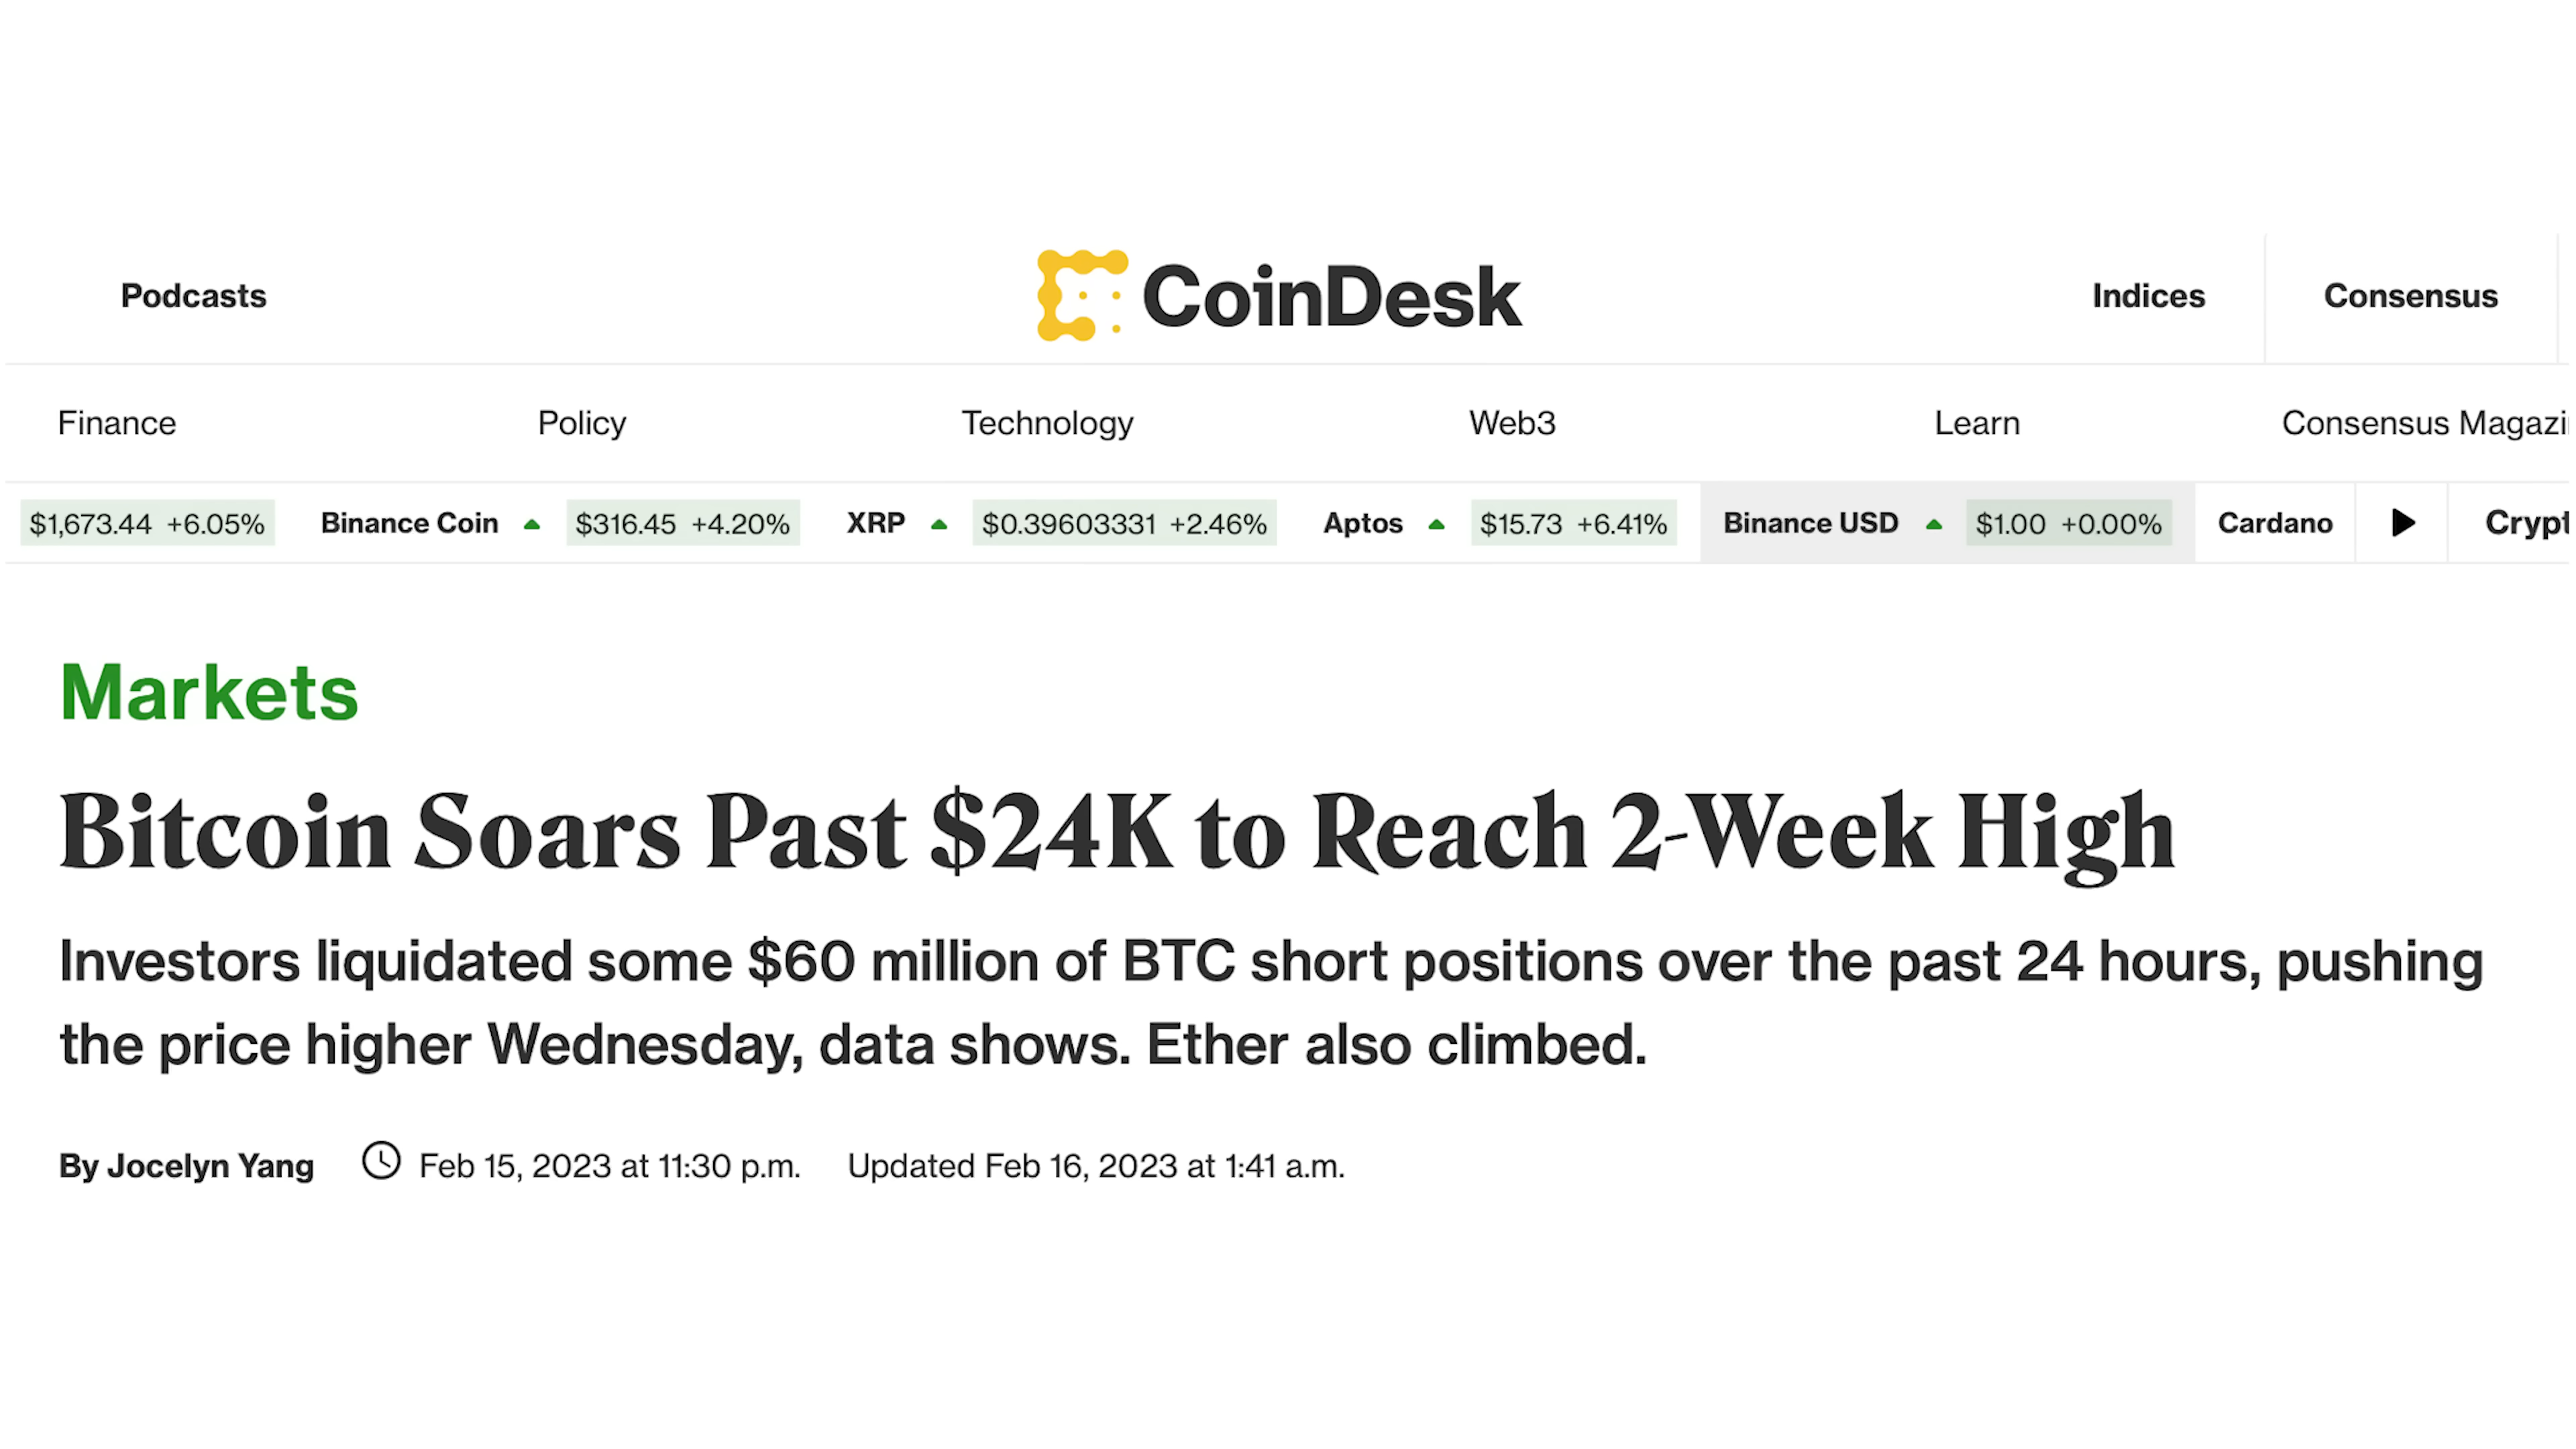 Podcasts
CoinDesk
Indices
Consensus
Finance
Policy
Technology
Web3
Learn
Consensus Magazi
$1,673.44 +6.05%
Binance Coin $316.45 +4.20%
XRP $0.39603331 +2.46%
Aptos $15.73 +6.41%
Binance USD $1.00 +0.00%
Cardano
Crypt
Markets
Bitcoin Soars Past $24K to Reach 2-Week High
Investors liquidated some $60 million of BTC short positions over the past 24 hours, pushing
the price higher Wednesday, data shows. Ether also climbed.
By Jocelyn Yang Feb 15, 2023 at 11:30 p.m. Updated Feb 16, 2023 at 1:41 a.m.